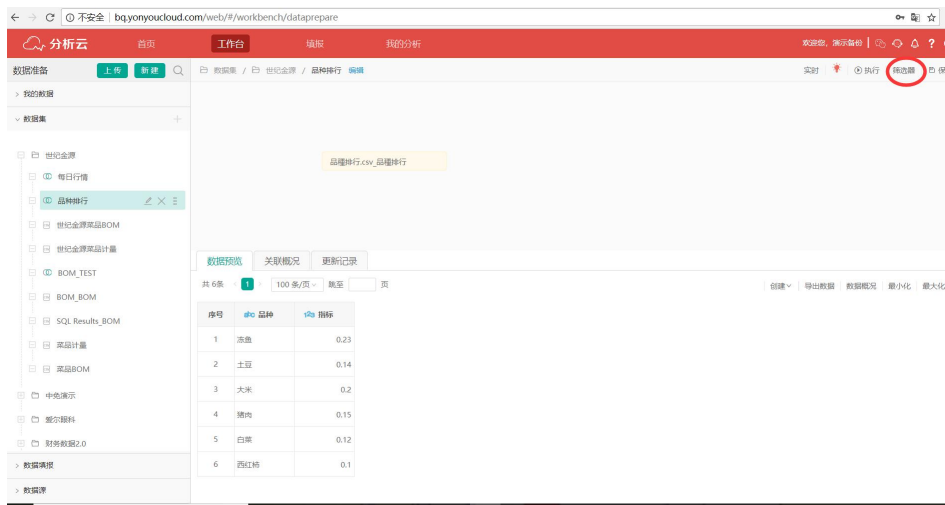 不安全 | bq.yonyoucloud.com/web/#/workbench/dataprepare
分析云 首页 工作台 填报 我的分析 欢迎您, 演示备份 | ?
数据准备 上传 新建 数据集 / 世纪金源 / 品种排行 编辑 实时 执行 筛选器 保
> 我的数据
数据集 +
世纪金源
品種排行.csv_品種排行
每日行情
品种排行
世纪金源菜品BOM
世纪金源菜品计量
数据预览 关联概况 更新记录
BOM_TEST
共 6条 1 100 条/页 跳至 页 创建 导出数据 数据概况 最小化 最大化
BOM_BOM
序号 abc 品种 123 指标
SQL Results_BOM
1 冻鱼 0.23
菜品计量
2 土豆 0.14
菜品BOM
3 大米 0.2
中免演示
4 猪肉 0.15
爱尔眼科
5 白菜 0.12
财务数据2.0
6 西红柿 0.1
> 数据填报
> 数据源